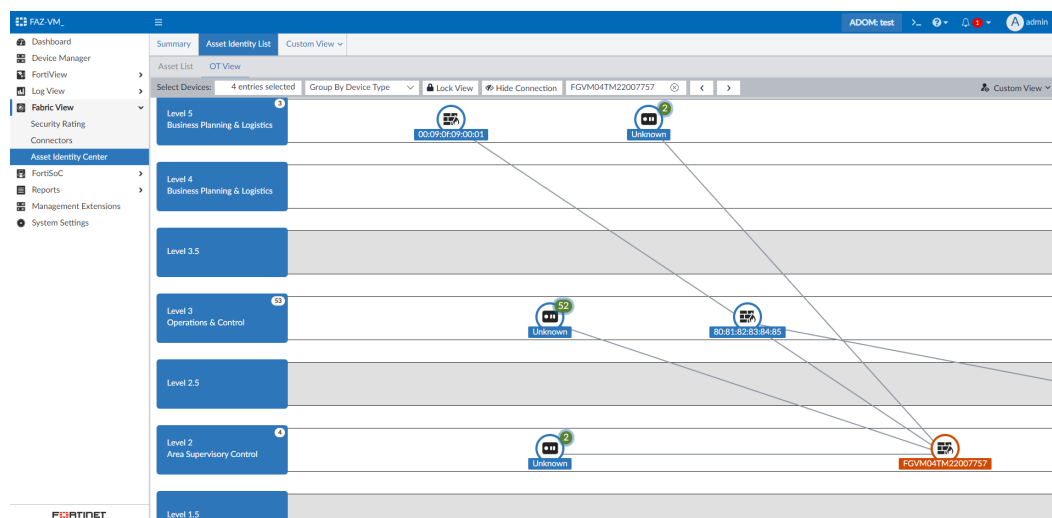 FAZ-VM_
ADOM: test
>_
1
A
admin
Dashboard
Device Manager
FortiView
Log View
Fabric View
Security Rating
Connectors
Asset Identity Center
FortiSoC
Reports
Management Extensions
System Settings
FORTINET
Summary
Asset Identity List
Custom View
Asset List
OT View
Select Devices:
4 entries selected
Group By Device Type
Lock View
Hide Connection
FGVM04TM22007757
Custom View
Level 5
Business Planning & Logistics
3
00:09:0f:09:00:01
2
Unknown
Level 4
Business Planning & Logistics
Level 3.5
Level 3
Operations & Control
53
52
Unknown
80:81:82:83:84:85
Level 2.5
Level 2
Area Supervisory Control
4
2
Unknown
FGVM04TM22007757
Level 1.5